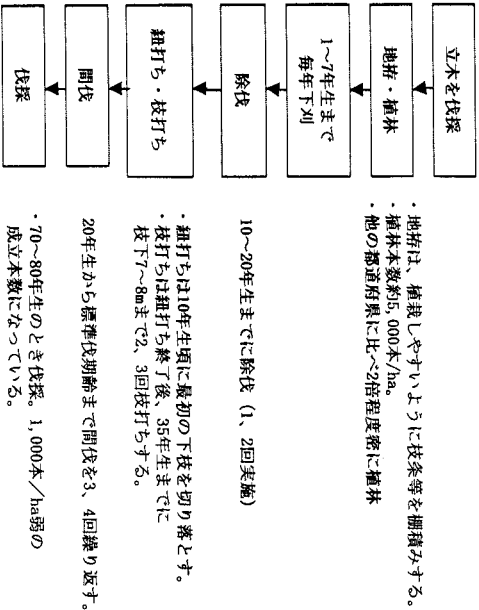 立木を伐採
地拵・植林
・地拵は、植栽しやすいように枝条等を棚積みする。
・植林本数約5,000本/ha。
・他の都道府県に比べ2倍程度密に植林
1～7年生まで
毎年下刈
除伐
10～20年生までに除伐（1、2回実施）
紐打ち・枝打ち
・紐打ちは10年生頃に最初の下枝を切り落とす。
・枝打ちは紐打ち終了後、35年生までに
枝下7～8mまで2、3回枝打ちする。
間伐
20年生から標準伐期齢まで間伐を3、4回繰り返す。
伐採
・70～80年生のとき伐採。1,000本／ha弱の
成立本数になっている。